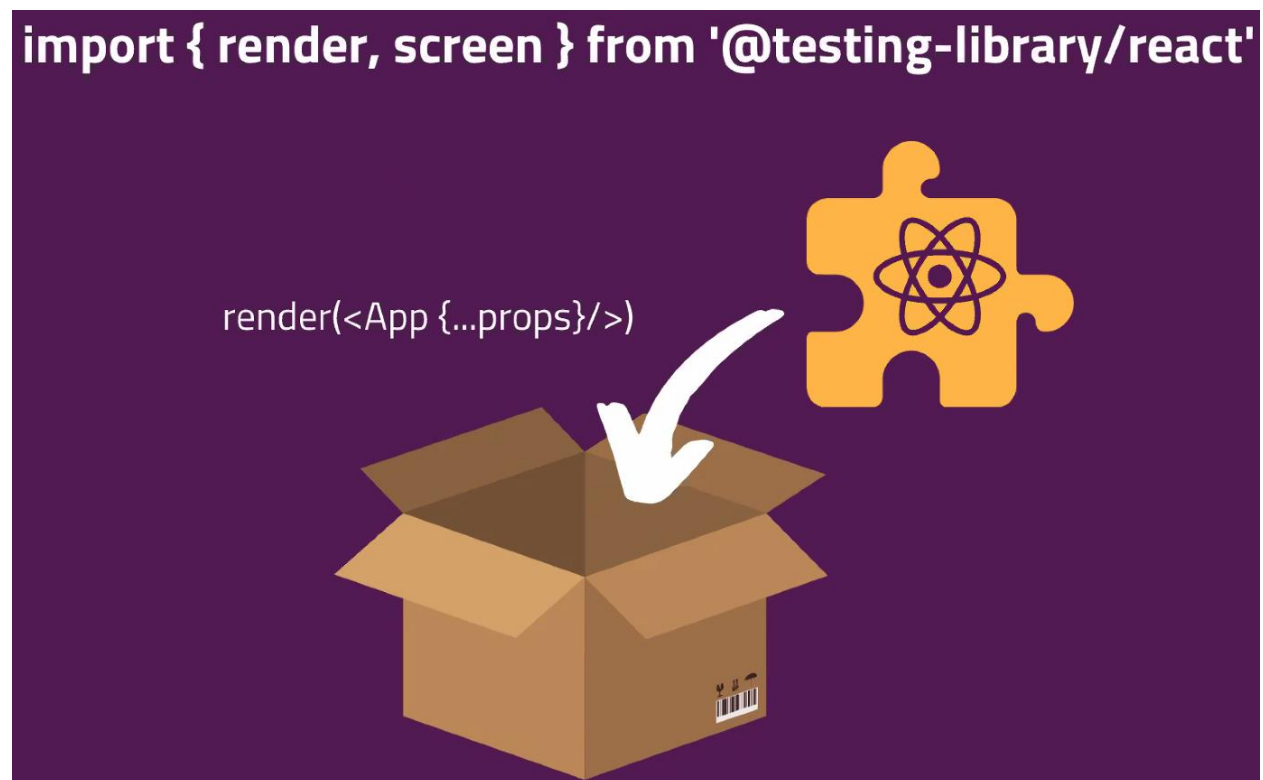 import { render, screen } from '@testing-library/react'
render(<App {...props}/>)